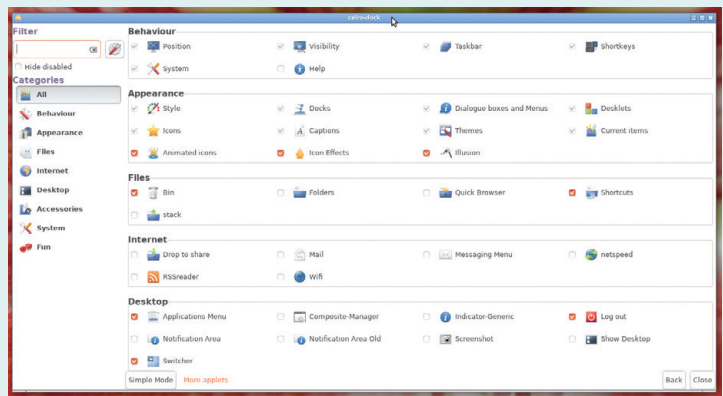 cairo-dock
Filter
Hide disabled
Categories
All
Behaviour
Appearance
Files
Internet
Desktop
Accessories
System
Fun
Behaviour
Position Visibility Taskbar Shortkeys
System Help
Appearance
Style Docks Dialogue boxes and Menus Desklets
Icons Captions Themes Current items
Animated icons Icon Effects Illusion
Files
Bin Folders Quick Browser Shortcuts
stack
Internet
Drop to share Mail Messaging Menu netspeed
RSSreader Wifi
Desktop
Applications Menu Composite-Manager Indicator-Generic Log out
Notification Area Notification Area Old Screenshot Show Desktop
Switcher
Simple Mode More applets Back Close